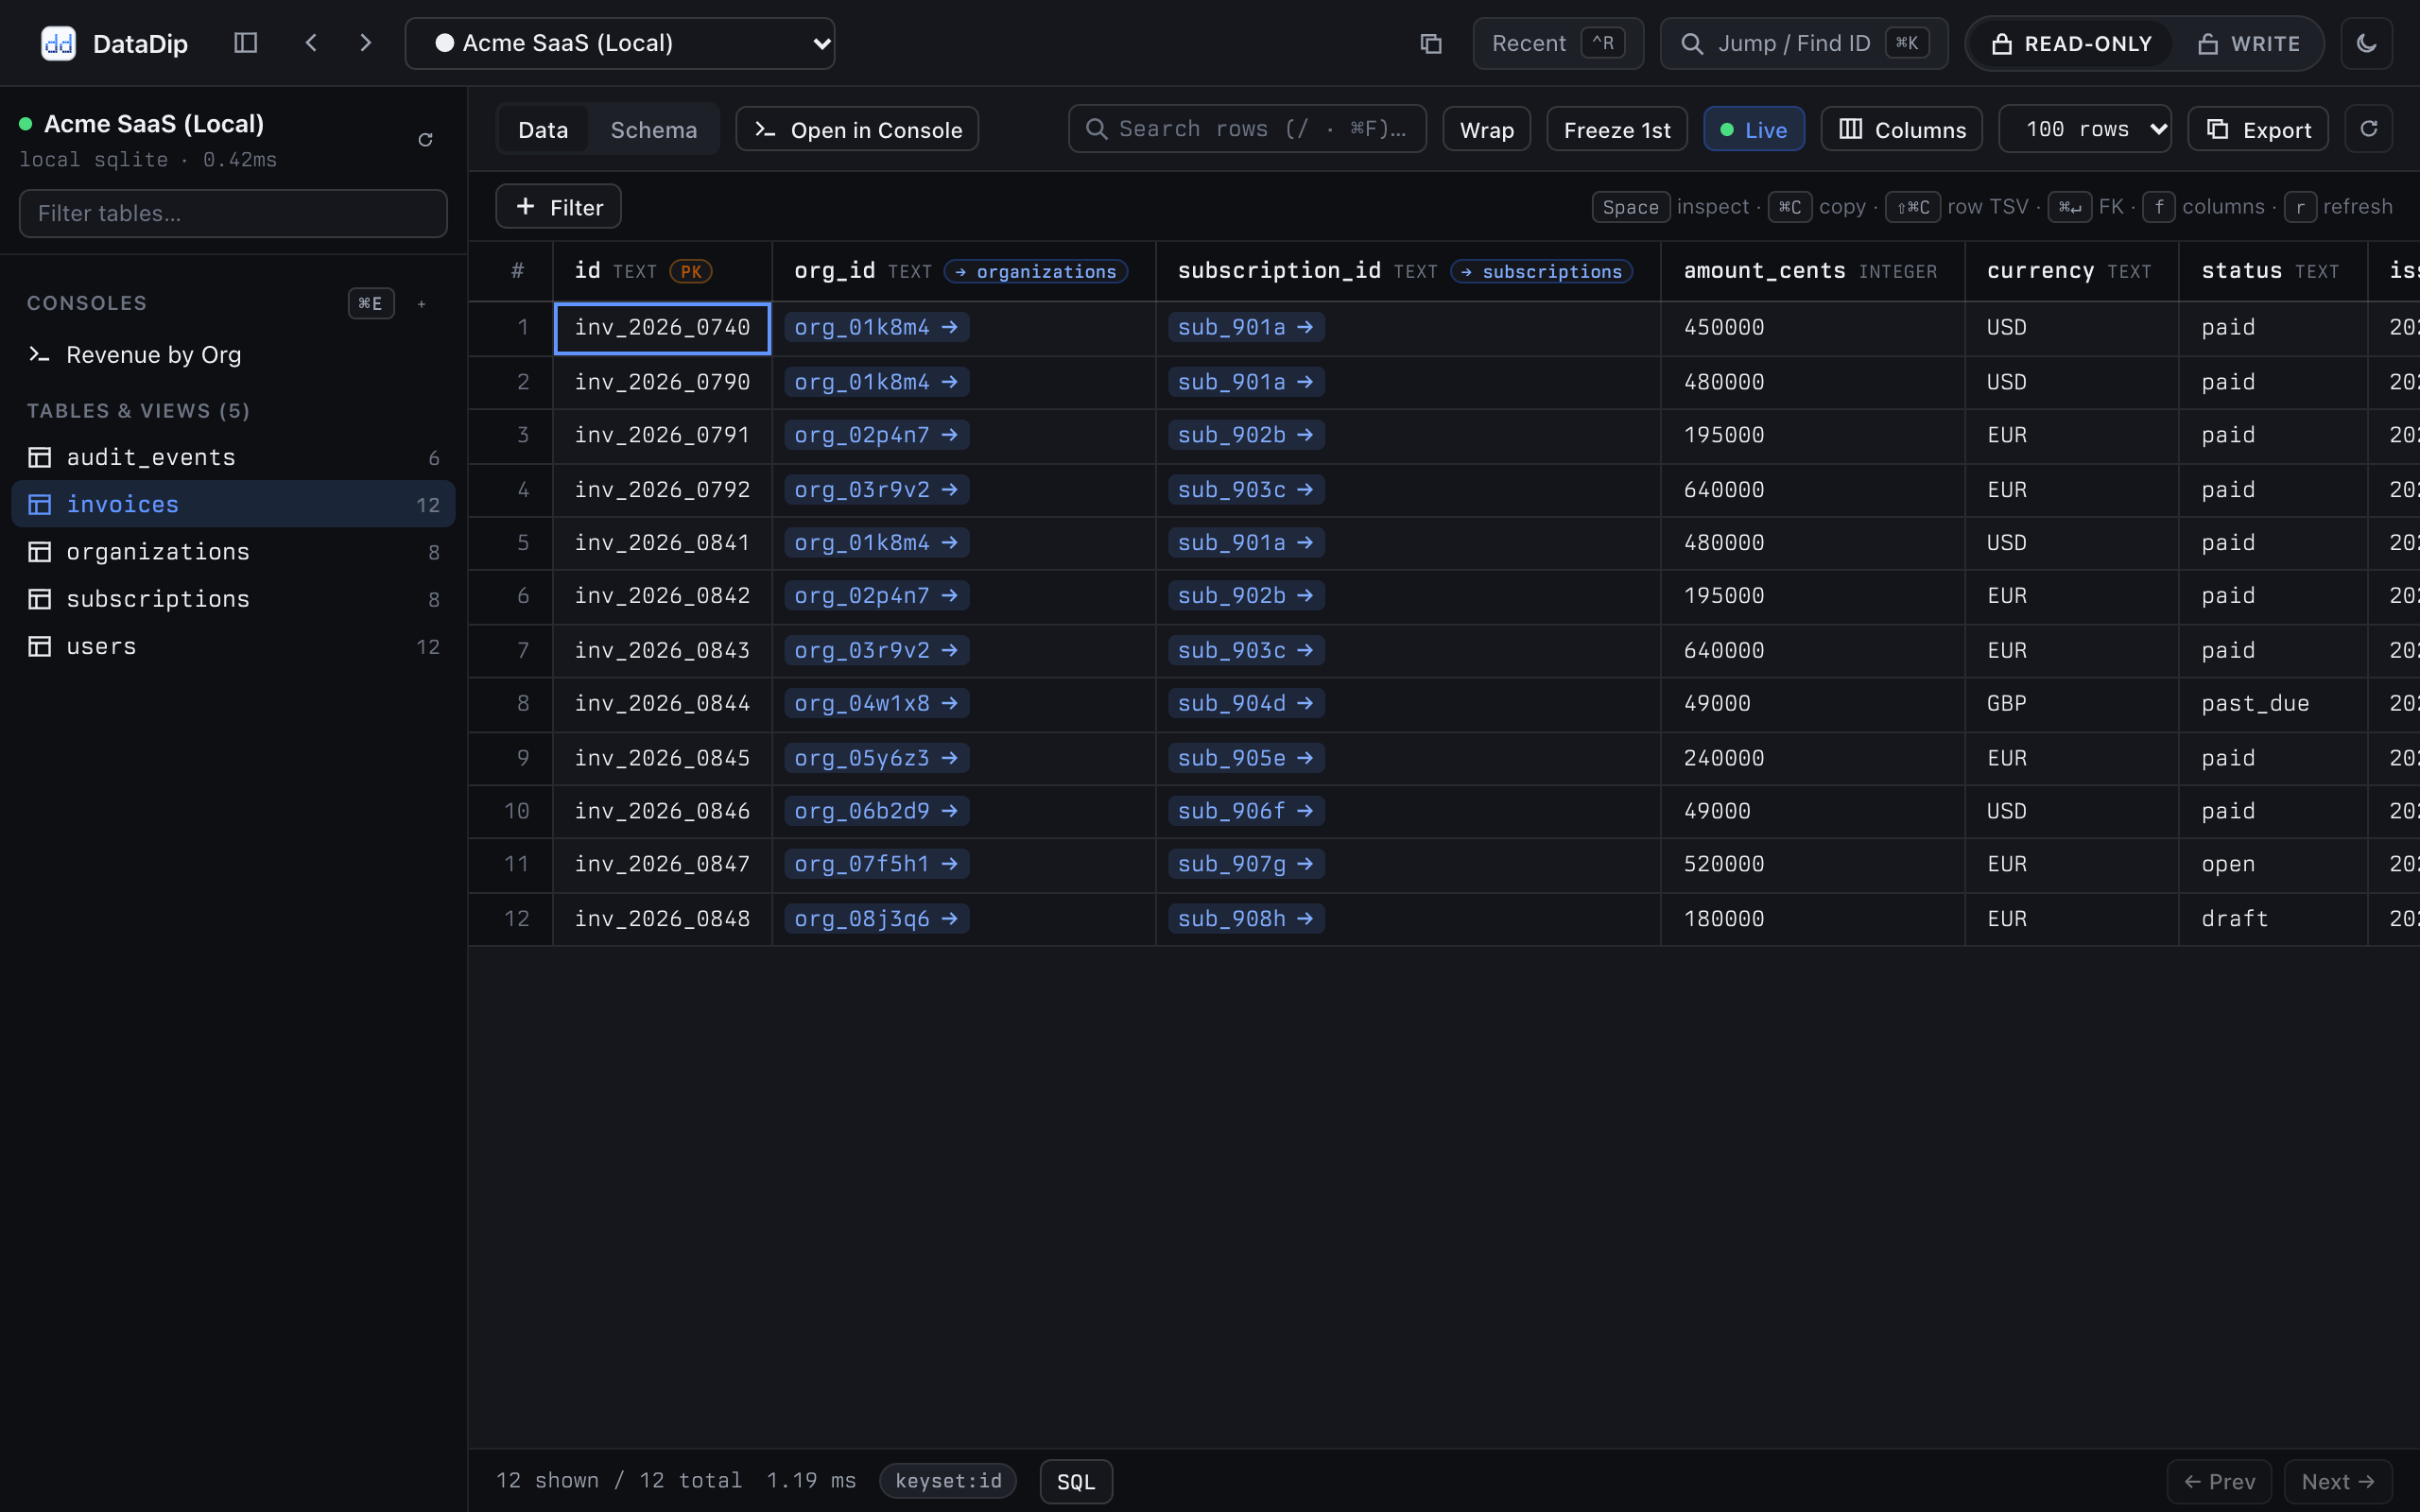 dd DataDip Acme SaaS (Local) Recent ^R Jump / Find ID ⌘K READ-ONLY WRITE
Acme SaaS (Local)
local sqlite · 0.42ms
Filter tables...
CONSOLES ⌘E +
Revenue by Org
TABLES & VIEWS (5)
audit_events 6
invoices 12
organizations 8
subscriptions 8
users 12
Data Schema Open in Console Search rows (/ · ⌘F)… Wrap Freeze 1st Live Columns 100 rows Export
+ Filter Space inspect · ⌘C copy · ⇧⌘C row TSV · ⌘↵ FK · f columns · r refresh
# id TEXT PK org_id TEXT → organizations subscription_id TEXT → subscriptions amount_cents INTEGER currency TEXT status TEXT
1 inv_2026_0740 org_01k8m4 → sub_901a → 450000 USD paid
2 inv_2026_0790 org_01k8m4 → sub_901a → 480000 USD paid
3 inv_2026_0791 org_02p4n7 → sub_902b → 195000 EUR paid
4 inv_2026_0792 org_03r9v2 → sub_903c → 640000 EUR paid
5 inv_2026_0841 org_01k8m4 → sub_901a → 480000 USD paid
6 inv_2026_0842 org_02p4n7 → sub_902b → 195000 EUR paid
7 inv_2026_0843 org_03r9v2 → sub_903c → 640000 EUR paid
8 inv_2026_0844 org_04w1x8 → sub_904d → 49000 GBP past_due
9 inv_2026_0845 org_05y6z3 → sub_905e → 240000 EUR paid
10 inv_2026_0846 org_06b2d9 → sub_906f → 49000 USD paid
11 inv_2026_0847 org_07f5h1 → sub_907g → 520000 EUR open
12 inv_2026_0848 org_08j3q6 → sub_908h → 180000 EUR draft
12 shown / 12 total 1.19 ms keyset:id SQL ← Prev Next →